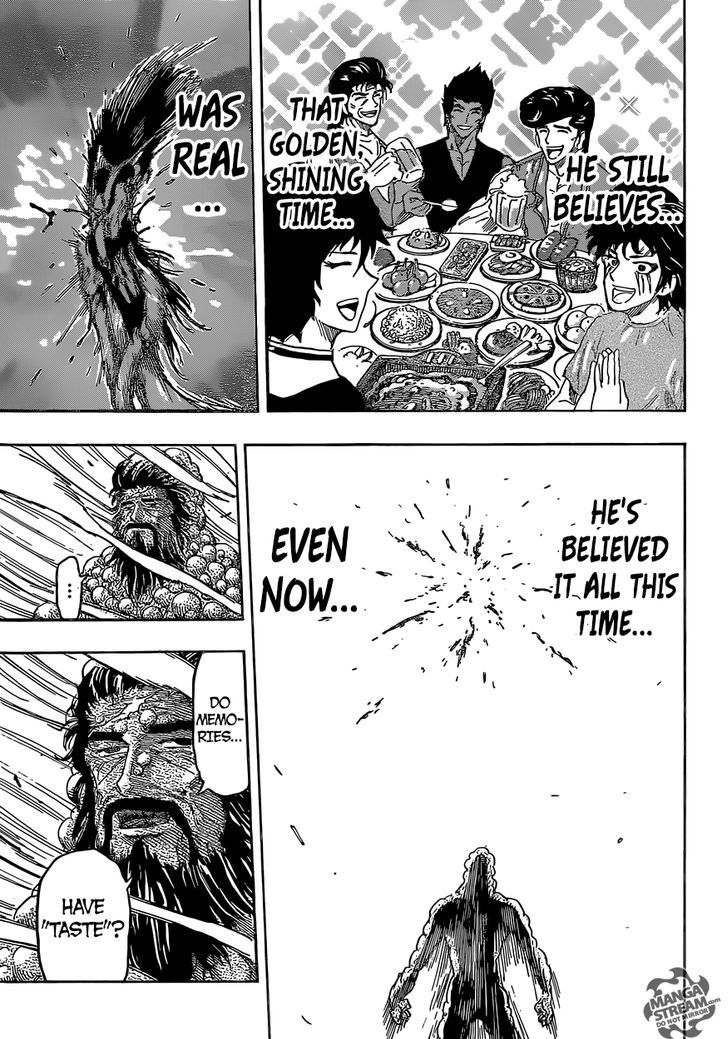 HE STILL
BELIEVES...
THAT
GOLDEN,
SHINING
TIME...
WAS
REAL
...
HE'S
BELIEVED
IT ALL THIS
TIME...
EVEN
NOW...
...
DO
MEMO-
RIES...
HAVE
"TASTE"?
MANGA
STREAM.COM
DO NOT MIRROR